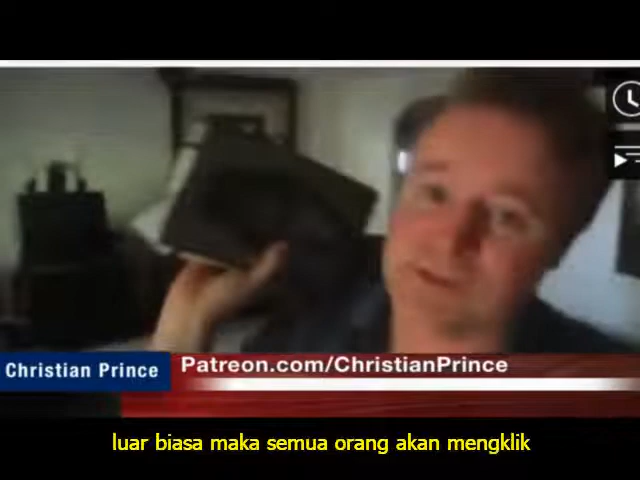 Christian Prince
Patreon.com/ChristianPrince
luar biasa maka semua orang akan mengklik